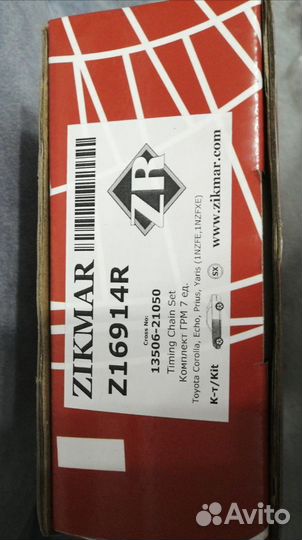 ZIKMAR
Z16914R
Cross No:
13506-21050
Timing Chain Set
Комплект ГРМ 7 ед.
Toyota Corolla, Echo, Prius, Yaris (1NZFE,1NZFXE)
К-т/Kit
ZR
www.zikmar.com
SX
Avito